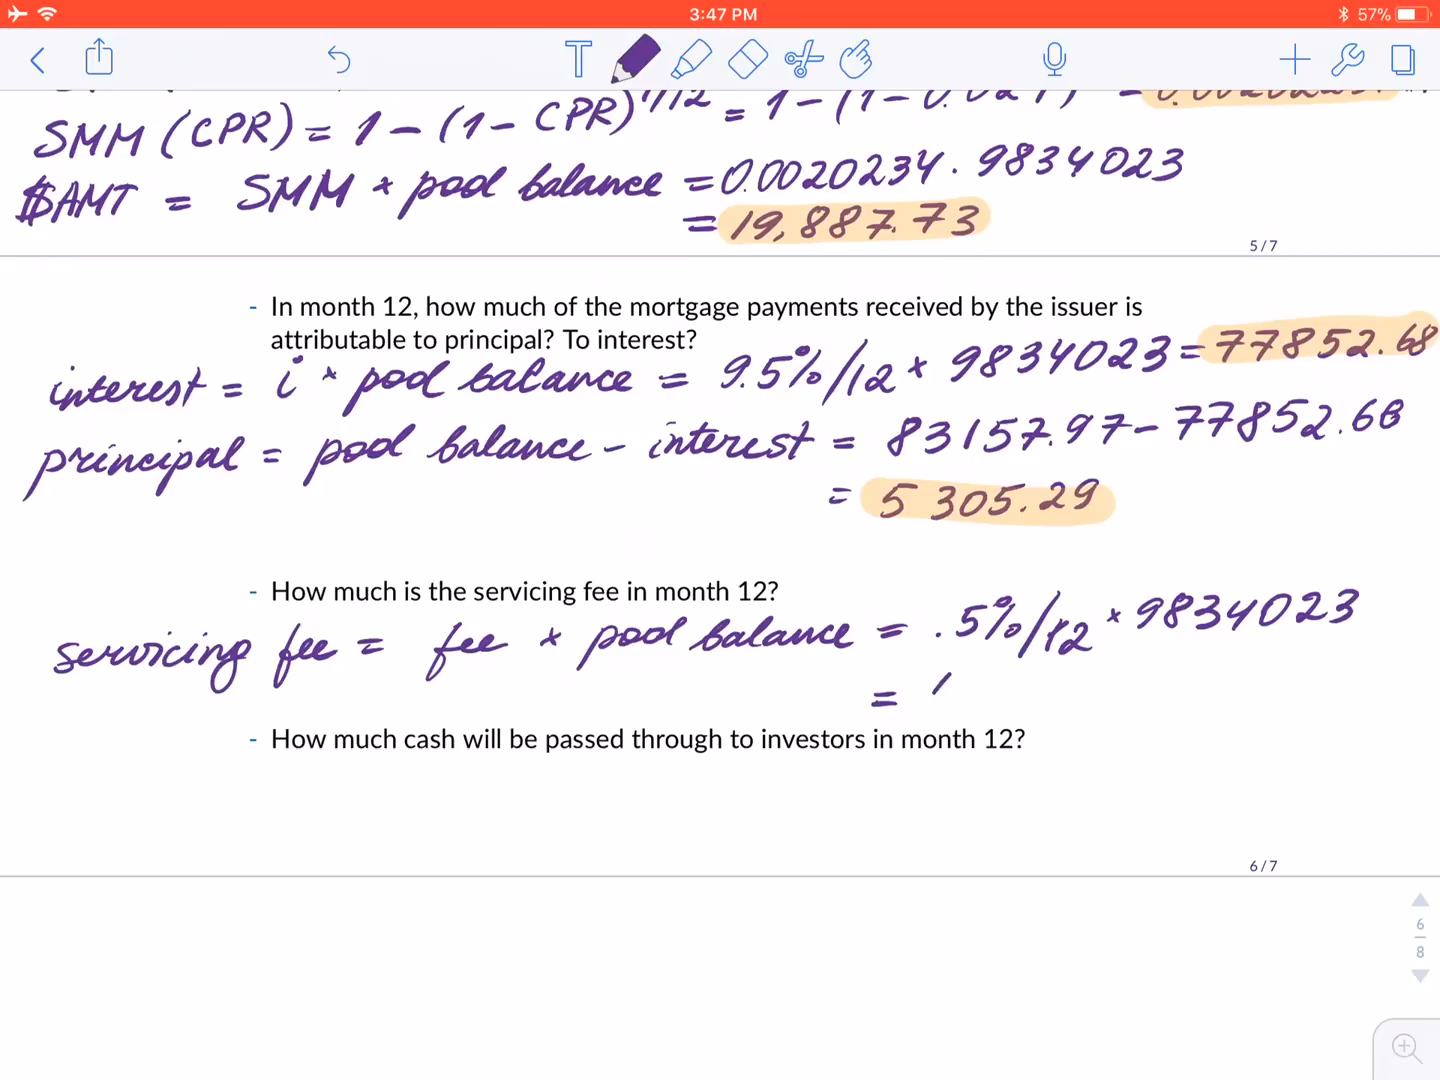 3:47 PM
57%
T
SMM (CPR) = 1 - (1 - CPR)^1/12 = 1 - (1 -
$AMT = SMM * pool balance = 0.0020234 · 9834023
= 19,887.73
5 / 7
- In month 12, how much of the mortgage payments received by the issuer is
attributable to principal? To interest?
interest = i * pool balance = 9.5%/12 * 9834023 = 77852.68
principal = pool balance - interest = 83157.97 - 77852.68
= 5 305.29
- How much is the servicing fee in month 12?
servicing fee = fee * pool balance = .5%/12 * 9834023
=
- How much cash will be passed through to investors in month 12?
6 / 7
6
8